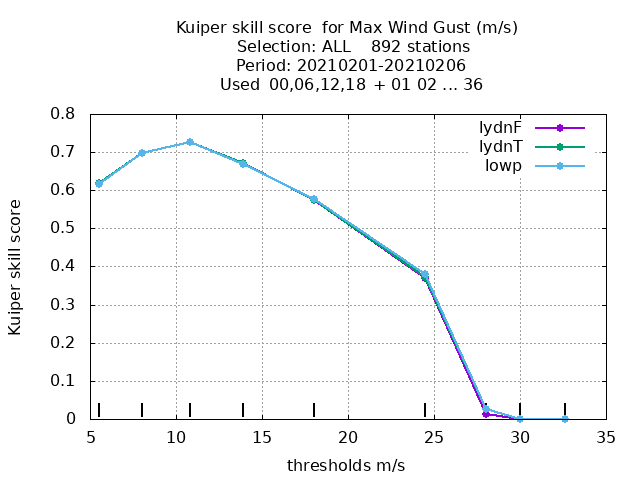 Kuiper skill score  for Max Wind Gust (m/s)
Selection: ALL    892 stations
Period: 20210201-20210206
Used  00,06,12,18  + 01 02 ... 36
lydnF
lydnT
lowp
0.8
0.7
0.6
0.5
0.4
0.3
0.2
0.1
0
Kuiper skill score
5 10 15 20 25 30 35
thresholds m/s